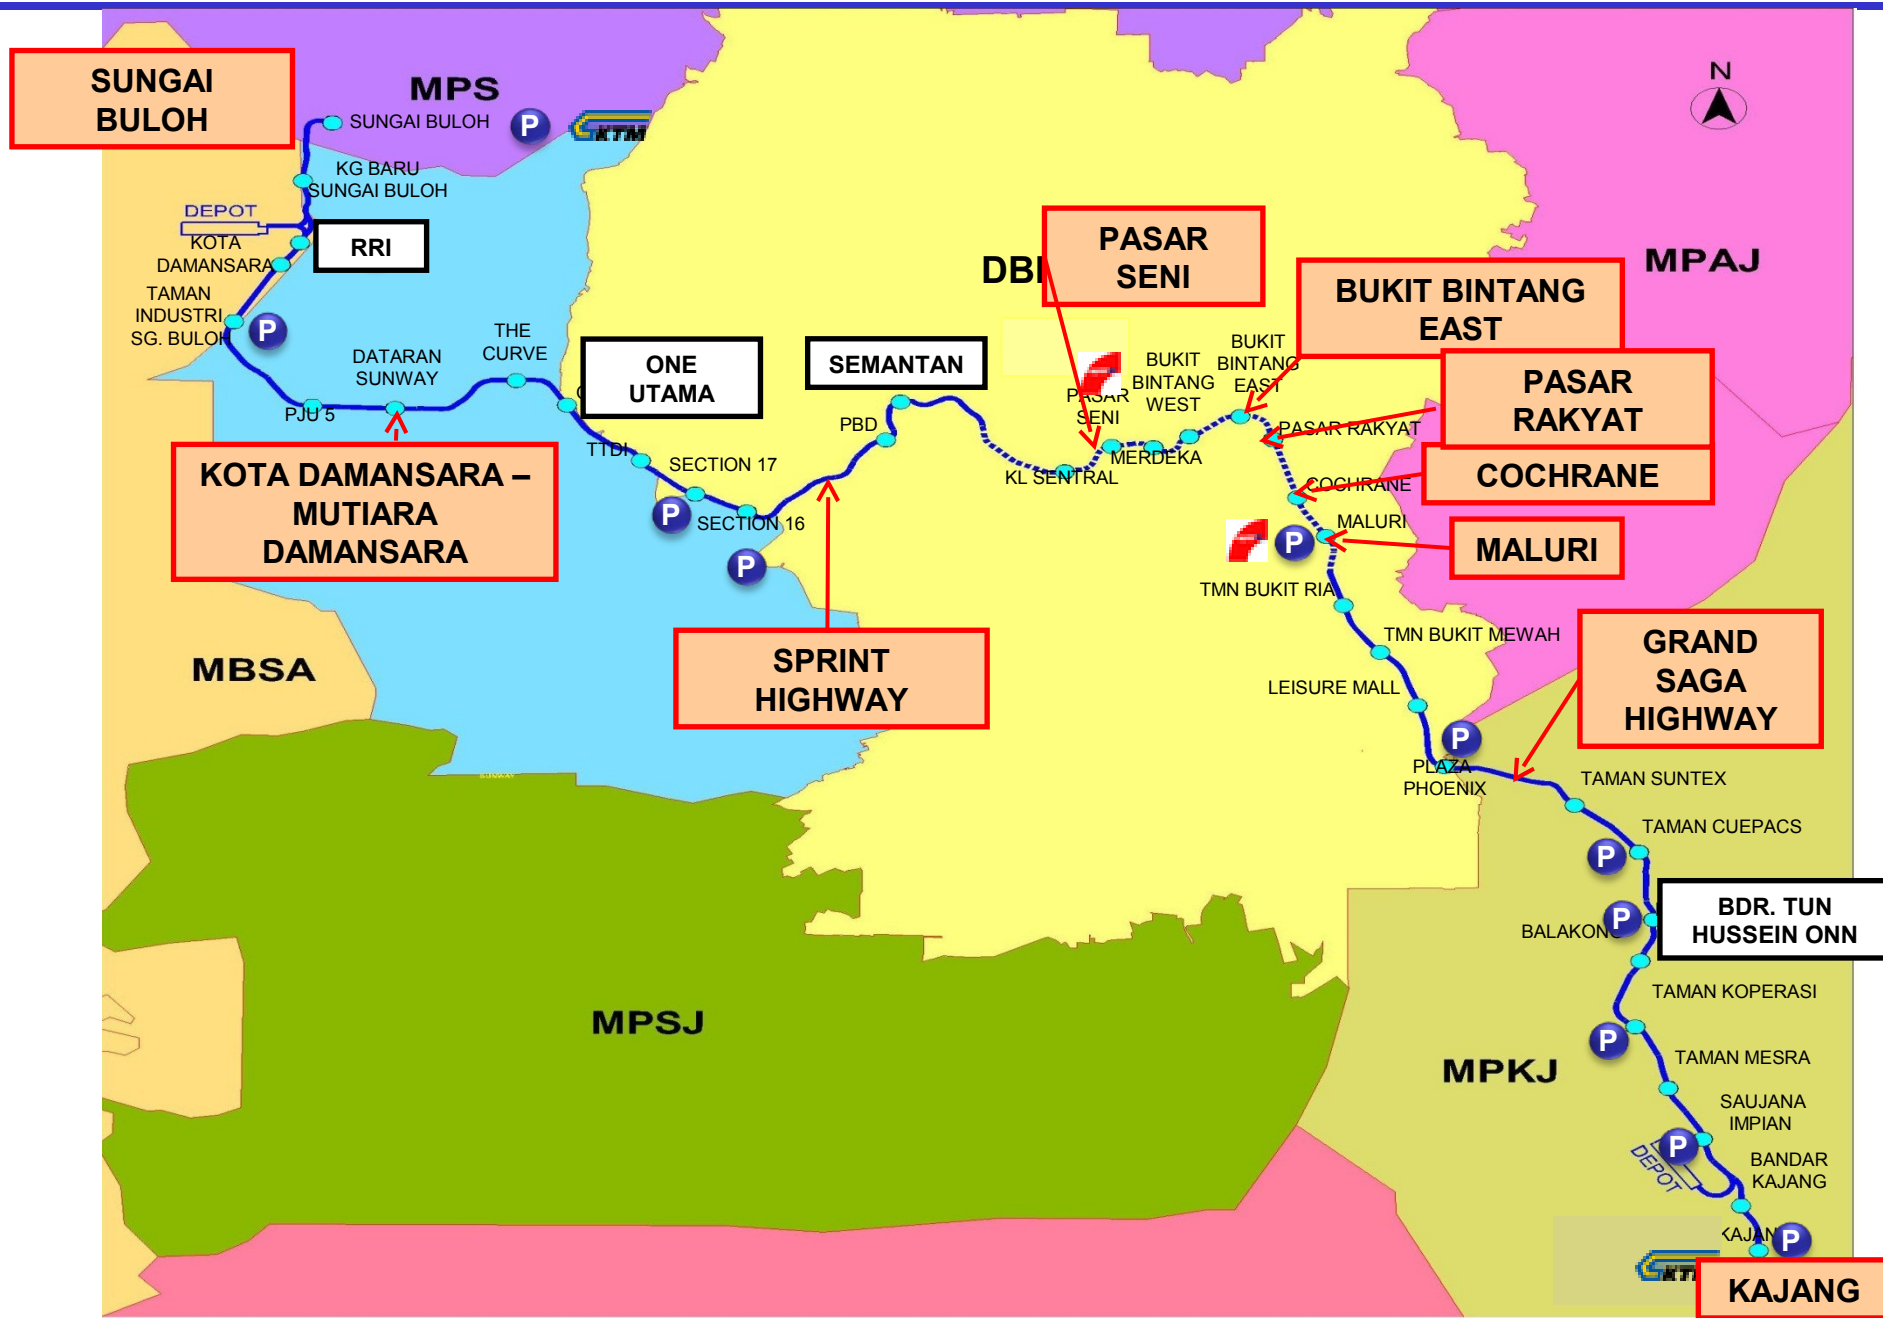 SUNGAI
BULOH
MPS
SUNGAI BULOH
P
KTM
N
KG BARU
SUNGAI BULOH
DEPOT
KOTA
DAMANSARA
RRI
TAMAN
INDUSTRI
SG. BULOH
P
PJU 5
DATARAN
SUNWAY
THE
CURVE
ONE
UTAMA
KOTA DAMANSARA –
MUTIARA
DAMANSARA
TTDI
SECTION 17
P
SECTION 16
P
SEMANTAN
PBD
SPRINT
HIGHWAY
PASAR
SENI
PASAR
SENI
KL SENTRAL
MERDEKA
BUKIT
BINTANG
WEST
BUKIT
BINTANG
EAST
BUKIT BINTANG
EAST
MPAJ
PASAR
RAKYAT
PASAR RAKYAT
COCHRANE
COCHRANE
MALURI
MALURI
P
TMN BUKIT RIA
TMN BUKIT MEWAH
LEISURE MALL
GRAND
SAGA
HIGHWAY
P
PLAZA
PHOENIX
TAMAN SUNTEX
TAMAN CUEPACS
P
BDR. TUN
HUSSEIN ONN
P
TAMAN KOPERASI
P
TAMAN MESRA
SAUJANA
IMPIAN
P
DEPOT
BANDAR
KAJANG
P
KAJANG
MBSA
MPSJ
MPKJ